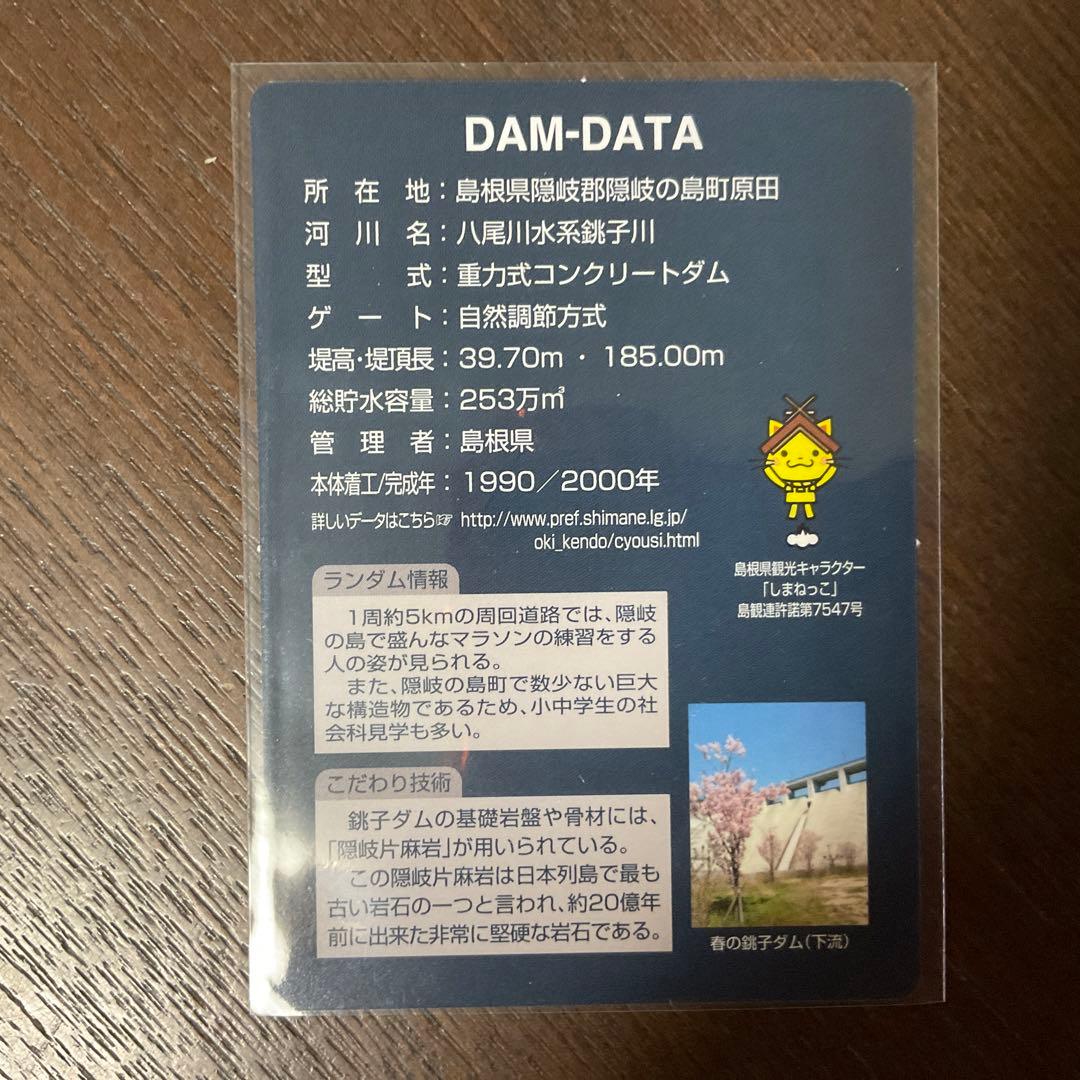 DAM-DATA
所在地：島根県隠岐郡隠岐の島町原田
河川名：八尾川水系銚子川
型式：重力式コンクリートダム
ゲート：自然調節方式
堤高・堤頂長：39.70m ・ 185.00m
総貯水容量：253万㎥
管理者：島根県
本体着工/完成年：1990／2000年
詳しいデータはこちら☞ http://www.pref.shimane.lg.jp/
oki_kendo/cyousi.html
島根県観光キャラクター
「しまねっこ」
島観連許諾第7547号
ランダム情報
1周約5kmの周回道路では、隠岐
の島で盛んなマラソンの練習をする
人の姿が見られる。
また、隠岐の島町で数少ない巨大
な構造物であるため、小中学生の社
会科見学も多い。
こだわり技術
銚子ダムの基礎岩盤や骨材には、
「隠岐片麻岩」が用いられている。
この隠岐片麻岩は日本列島で最も
古い岩石の一つと言われ、約20億年
前に出来た非常に堅硬な岩石である。
春の銚子ダム（下流）